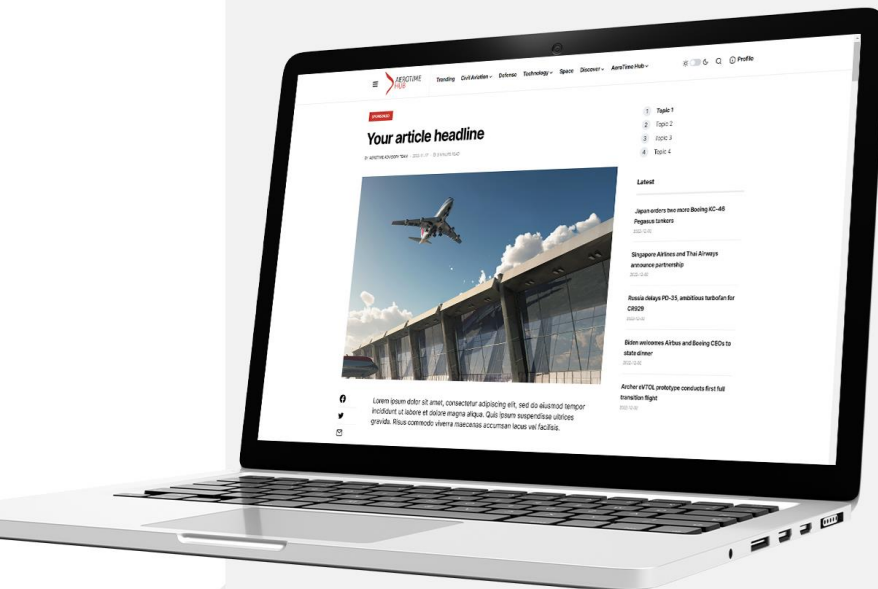 AEROTIME
HUB
Trending Civil Aviation Defense Technology Space Discover AeroTime Hub
Profile
SPONSORED
Your article headline
BY AEROTIME ADVISORY TEAM
1 Topic 1
2 Topic 2
3 Topic 3
4 Topic 4
Latest
Japan orders two more Boeing KC-46
Pegasus tankers
Singapore Airlines and Thai Airways
announce partnership
Russia delays PD-35, ambitious turbofan for
CR929
Biden welcomes Airbus and Boeing CEOs to
state dinner
Archer eVTOL prototype conducts first full
transition flight
Lorem ipsum dolor sit amet, consectetur adipiscing elit, sed do eiusmod tempor
incididunt ut labore et dolore magna aliqua. Quis ipsum suspendisse ultrices
gravida. Risus commodo viverra maecenas accumsan lacus vel facilisis.